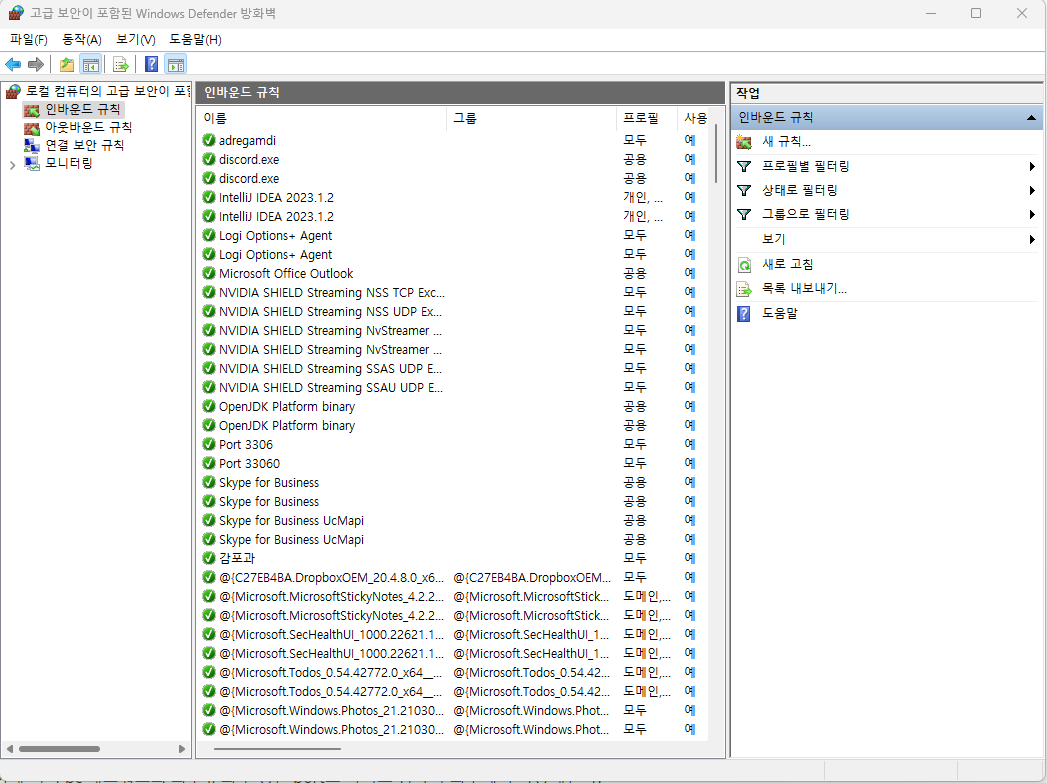 고급 보안이 포함된 Windows Defender 방화벽
파일(F) 동작(A) 보기(V) 도움말(H)
로컬 컴퓨터의 고급 보안이 포함
인바운드 규칙
아웃바운드 규칙
연결 보안 규칙
모니터링
인바운드 규칙
이름 그룹 프로필 사용
adregamdi 모두 예
discord.exe 공용 예
discord.exe 공용 예
IntelliJ IDEA 2023.1.2 개인, ... 예
IntelliJ IDEA 2023.1.2 개인, ... 예
Logi Options+ Agent 모두 예
Logi Options+ Agent 모두 예
Microsoft Office Outlook 공용 예
NVIDIA SHIELD Streaming NSS TCP Exc... 모두 예
NVIDIA SHIELD Streaming NSS UDP Ex... 모두 예
NVIDIA SHIELD Streaming NvStreamer ... 모두 예
NVIDIA SHIELD Streaming NvStreamer ... 모두 예
NVIDIA SHIELD Streaming SSAS UDP E... 모두 예
NVIDIA SHIELD Streaming SSAU UDP E... 모두 예
OpenJDK Platform binary 공용 예
OpenJDK Platform binary 공용 예
Port 3306 모두 예
Port 33060 모두 예
Skype for Business 공용 예
Skype for Business 공용 예
Skype for Business UcMapi 공용 예
Skype for Business UcMapi 공용 예
감포과 모두 예
@{C27EB4BA.DropboxOEM_20.4.8.0_x6... @{C27EB4BA.DropboxOEM... 모두 예
@{Microsoft.MicrosoftStickyNotes_4.2.2... @{Microsoft.MicrosoftStick... 도메인,... 예
@{Microsoft.MicrosoftStickyNotes_4.2.2... @{Microsoft.MicrosoftStick... 도메인,... 예
@{Microsoft.SecHealthUI_1000.22621.1... @{Microsoft.SecHealthUI_1... 도메인,... 예
@{Microsoft.SecHealthUI_1000.22621.1... @{Microsoft.SecHealthUI_1... 도메인,... 예
@{Microsoft.Todos_0.54.42772.0_x64__... @{Microsoft.Todos_0.54.42... 도메인,... 예
@{Microsoft.Todos_0.54.42772.0_x64__... @{Microsoft.Todos_0.54.42... 도메인,... 예
@{Microsoft.Windows.Photos_21.21030... @{Microsoft.Windows.Phot... 모두 예
@{Microsoft.Windows.Photos_21.21030... @{Microsoft.Windows.Phot... 모두 예
작업
인바운드 규칙
새 규칙...
프로필별 필터링
상태로 필터링
그룹으로 필터링
보기
새로 고침
목록 내보내기...
도움말